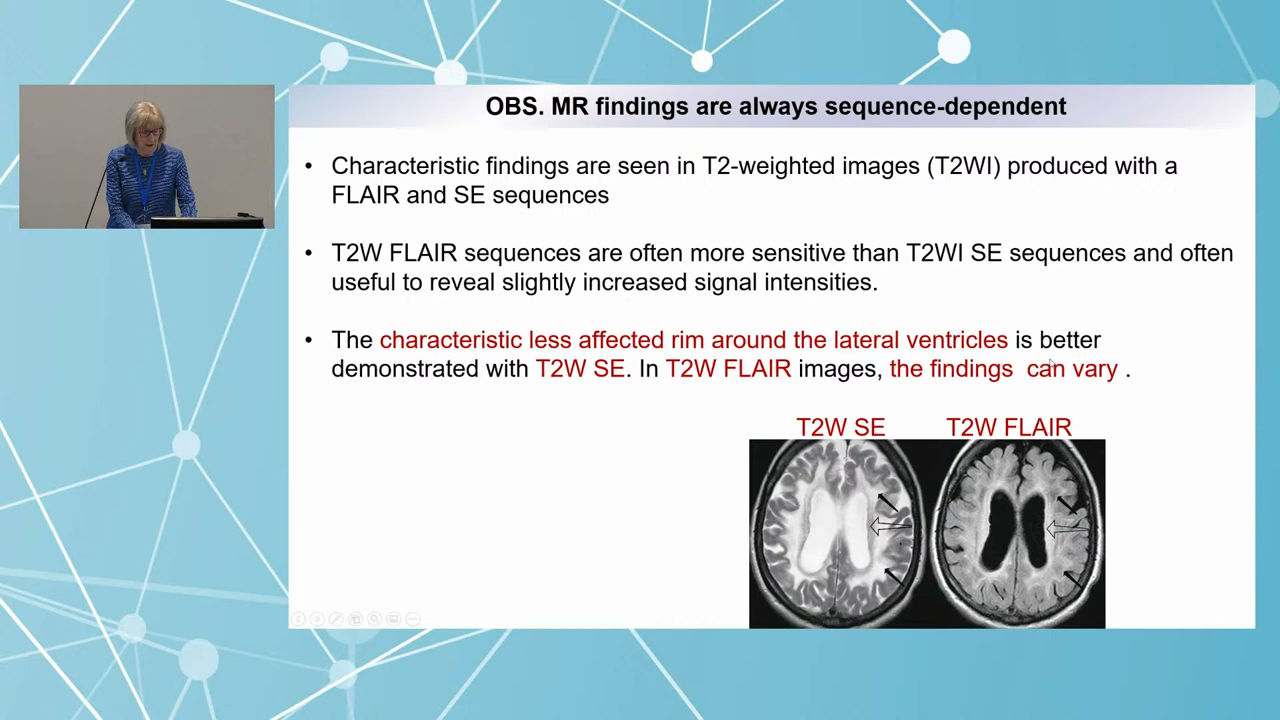 OBS. MR findings are always sequence-dependent
• Characteristic findings are seen in T2-weighted images (T2WI) produced with a
FLAIR and SE sequences
• T2W FLAIR sequences are often more sensitive than T2WI SE sequences and often
useful to reveal slightly increased signal intensities.
• The characteristic less affected rim around the lateral ventricles is better
demonstrated with T2W SE. In T2W FLAIR images, the findings  can vary .
T2W SE
T2W FLAIR